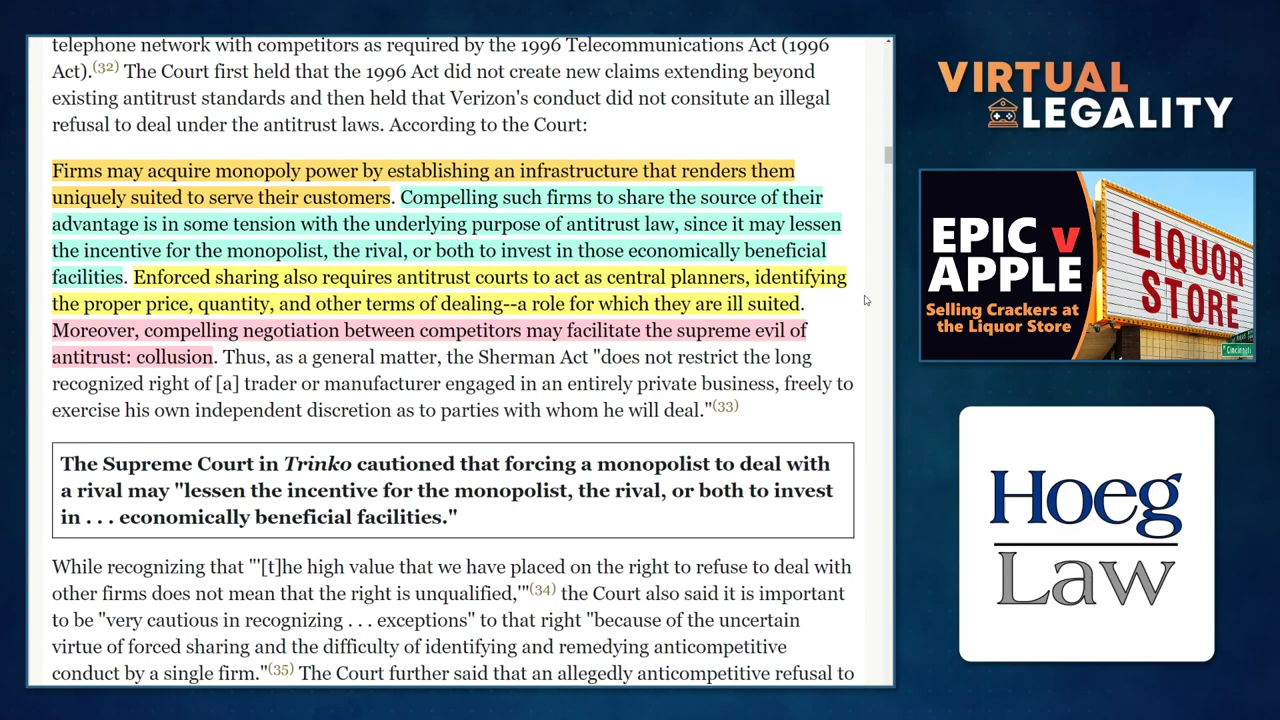 telephone network with competitors as required by the 1996 Telecommunications Act (1996
Act).(32) The Court first held that the 1996 Act did not create new claims extending beyond
existing antitrust standards and then held that Verizon's conduct did not consitute an illegal
refusal to deal under the antitrust laws. According to the Court:
Firms may acquire monopoly power by establishing an infrastructure that renders them
uniquely suited to serve their customers. Compelling such firms to share the source of their
advantage is in some tension with the underlying purpose of antitrust law, since it may lessen
the incentive for the monopolist, the rival, or both to invest in those economically beneficial
facilities. Enforced sharing also requires antitrust courts to act as central planners, identifying
the proper price, quantity, and other terms of dealing--a role for which they are ill suited.
Moreover, compelling negotiation between competitors may facilitate the supreme evil of
antitrust: collusion. Thus, as a general matter, the Sherman Act "does not restrict the long
recognized right of [a] trader or manufacturer engaged in an entirely private business, freely to
exercise his own independent discretion as to parties with whom he will deal."(33)
The Supreme Court in Trinko cautioned that forcing a monopolist to deal with
a rival may "lessen the incentive for the monopolist, the rival, or both to invest
in . . . economically beneficial facilities."
While recognizing that "'[t]he high value that we have placed on the right to refuse to deal with
other firms does not mean that the right is unqualified,'"(34) the Court also said it is important
to be "very cautious in recognizing . . . exceptions" to that right "because of the uncertain
virtue of forced sharing and the difficulty of identifying and remedying anticompetitive
conduct by a single firm."(35) The Court further said that an allegedly anticompetitive refusal to
VIRTUAL
LEGALITY
EPIC v
APPLE
Selling Crackers at
the Liquor Store
LIQUOR
STORE
Cincinnati
Hoeg
Law